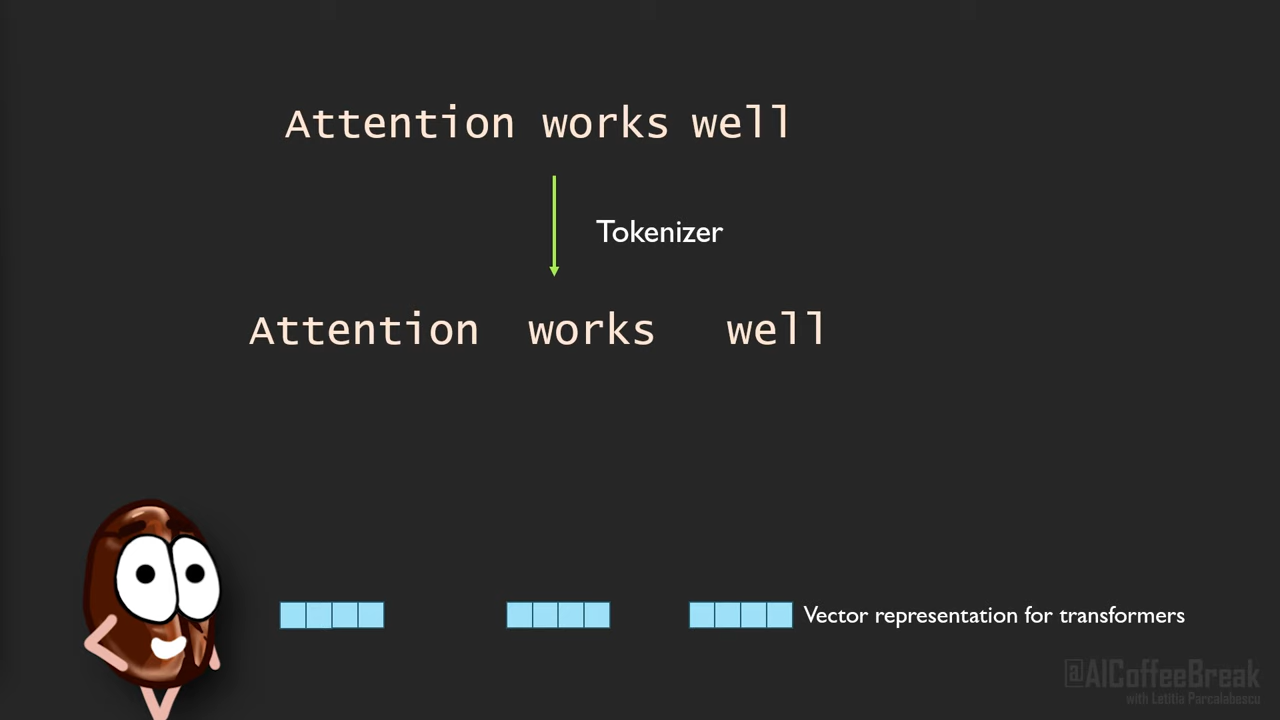 Attention works well
Tokenizer
Attention works well
Vector representation for transformers
@AICoffeeBreak
with Letitia Parcalabescu